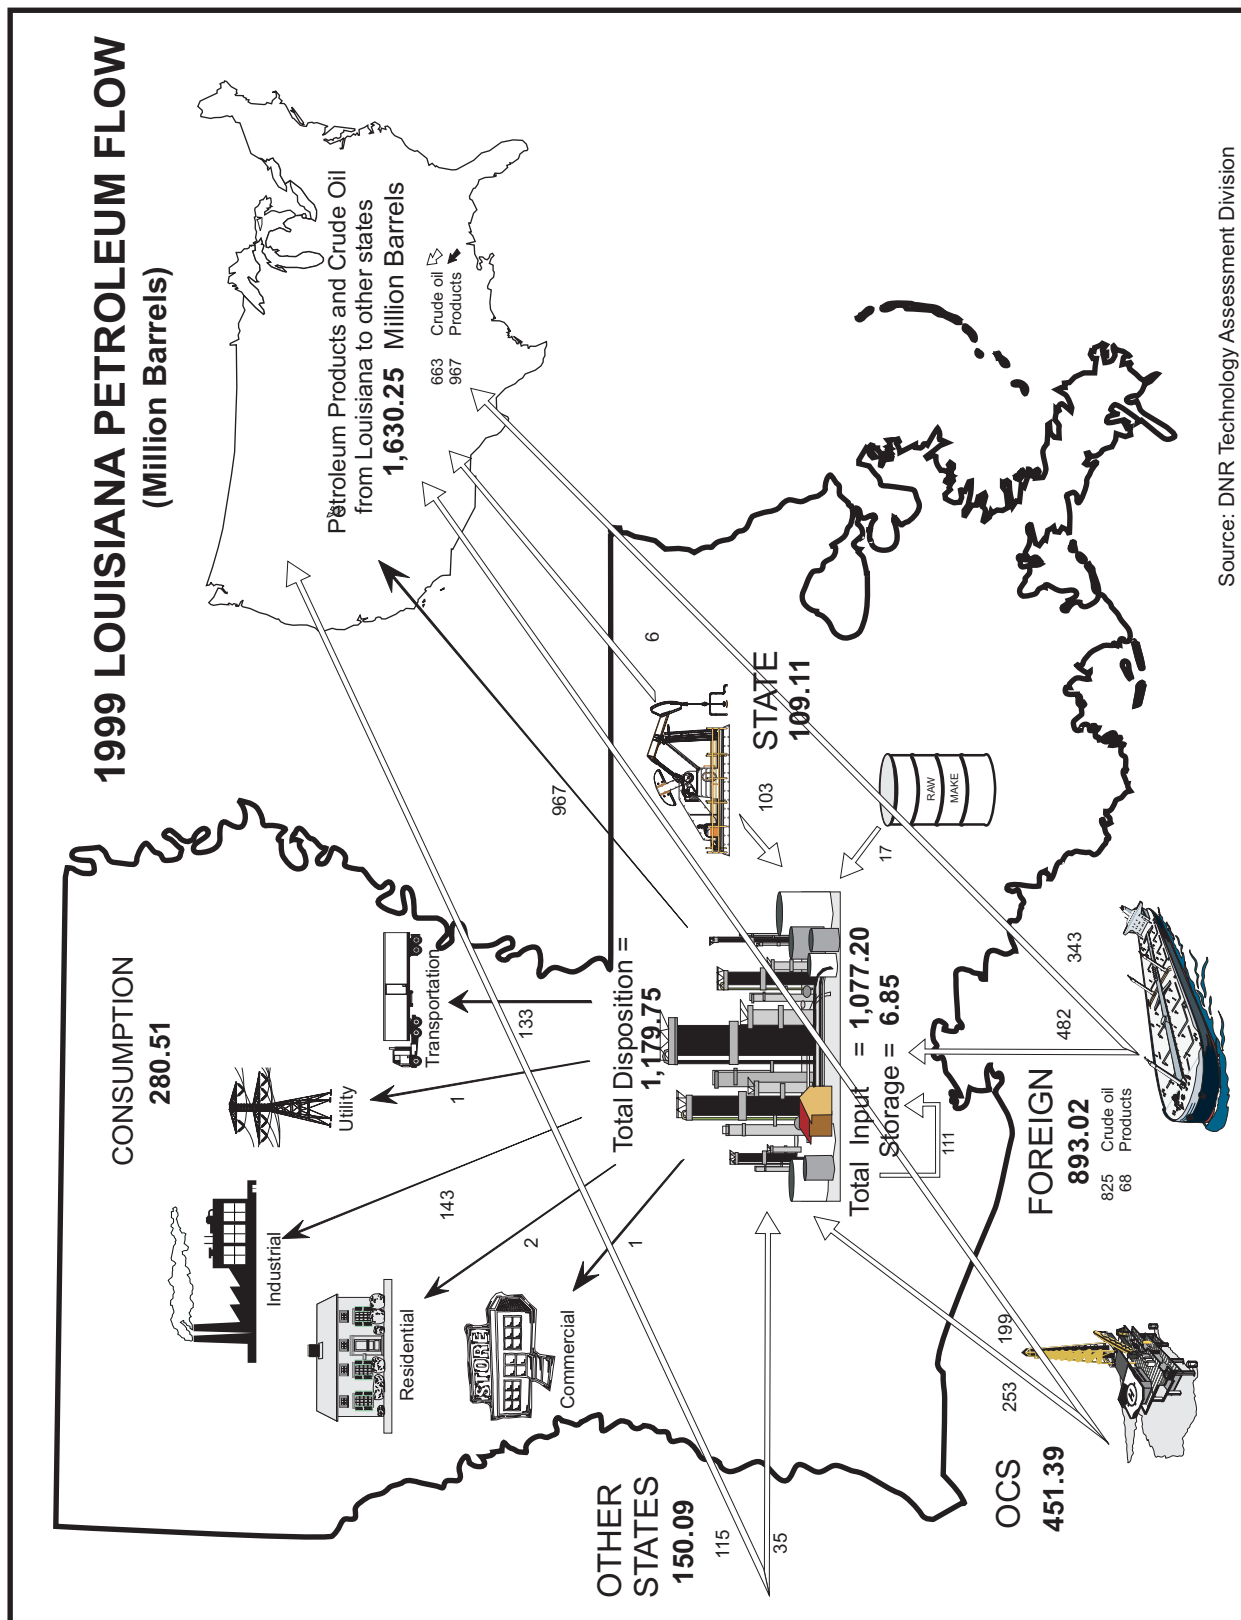 1999 LOUISIANA PETROLEUM FLOW
(Million Barrels)
Petroleum Products and Crude Oil
from Louisiana to other states
1,630.25 Million Barrels
663 Crude oil
967 Products
CONSUMPTION
280.51
Transportation
Utility
Industrial
Residential
STORE
Commercial
133
1
143
2
1
967
6
Total Disposition =
1,179.75
STATE
109.11
103
RAW
MAKE
17
Total Input = 1,077.20
Storage = 6.85
111
OTHER
STATES
150.09
115
35
OCS
451.39
253
199
FOREIGN
893.02
825 Crude oil
68 Products
482
343
Source: DNR Technology Assessment Division